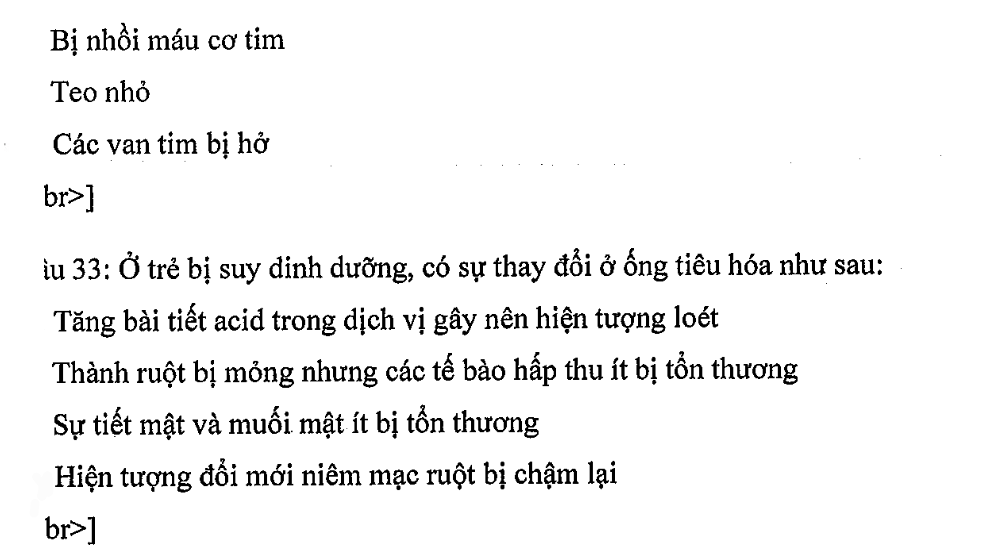 Bị nhồi máu cơ tim
Teo nhỏ
Các van tim bị hở
br>]
iu 33: Ở trẻ bị suy dinh dưỡng, có sự thay đổi ở ống tiêu hóa như sau:
Tăng bài tiết acid trong dịch vị gây nên hiện tượng loét
Thành ruột bị mỏng nhưng các tế bào hấp thu ít bị tổn thương
Sự tiết mật và muối mật ít bị tổn thương
Hiện tượng đổi mới niêm mạc ruột bị chậm lại
br>]